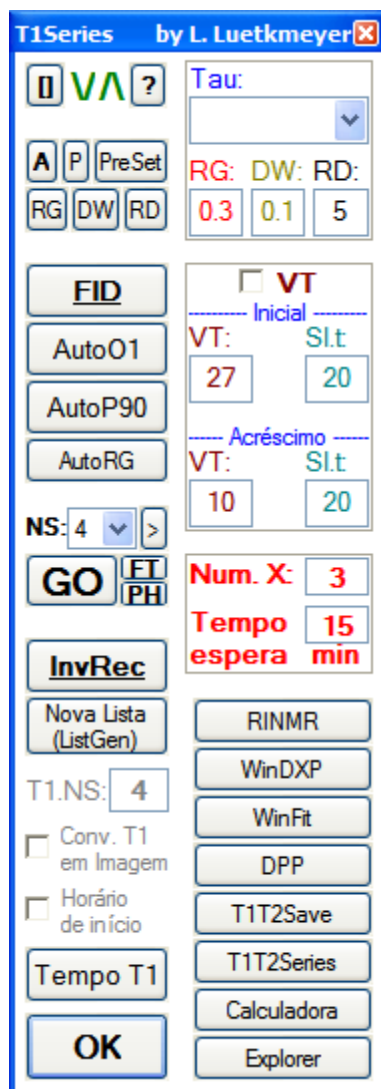 T1Series by L. Luetkmeyer
[] VΛ ?
A P PreSet
RG DW RD
FID
AutoO1
AutoP90
AutoRG
NS: 4 >
GO FT
PH
InvRec
Nova Lista
(ListGen)
T1.NS: 4
Conv. T1
em Imagem
Horário
de início
Tempo T1
OK
Tau:
RG: DW: RD:
0.3 0.1 5
VT
---------- Inicial ---------
VT: Sl.t:
27 20
------ Acréscimo -----
VT: Sl.t:
10 20
Num. X: 3
Tempo 15
espera min
RINMR
WinDXP
WinFit
DPP
T1T2Save
T1T2Series
Calculadora
Explorer